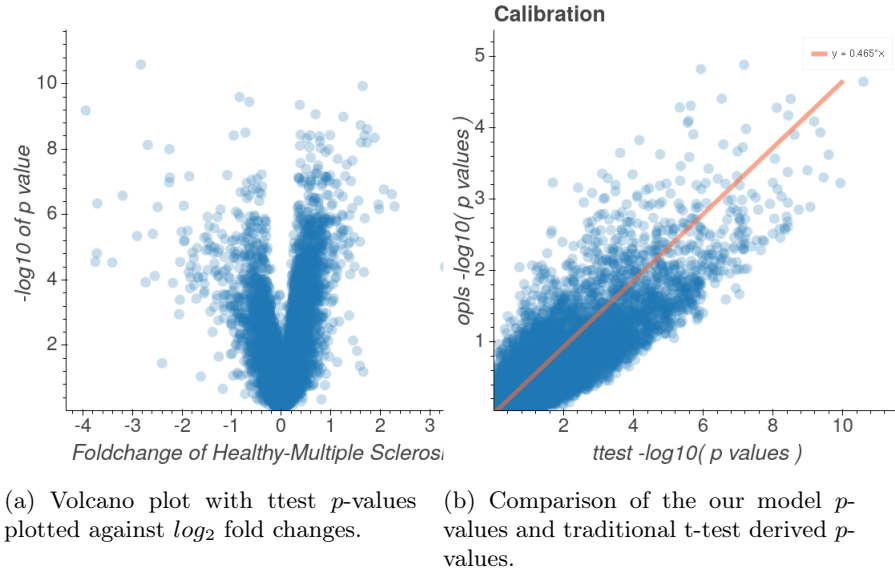 Calibration
y = 0.465*x
-log10 of p value
10
8
6
4
2
-4 -3 -2 -1 0 1 2 3
Foldchange of Healthy-Multiple Scleros
opls -log10( p values )
5
4
3
2
1
2 4 6 8 10
ttest -log10( p values )
(a) Volcano plot with ttest p-values
plotted against log2 fold changes.
(b) Comparison of the our model p-
values and traditional t-test derived p-
values.